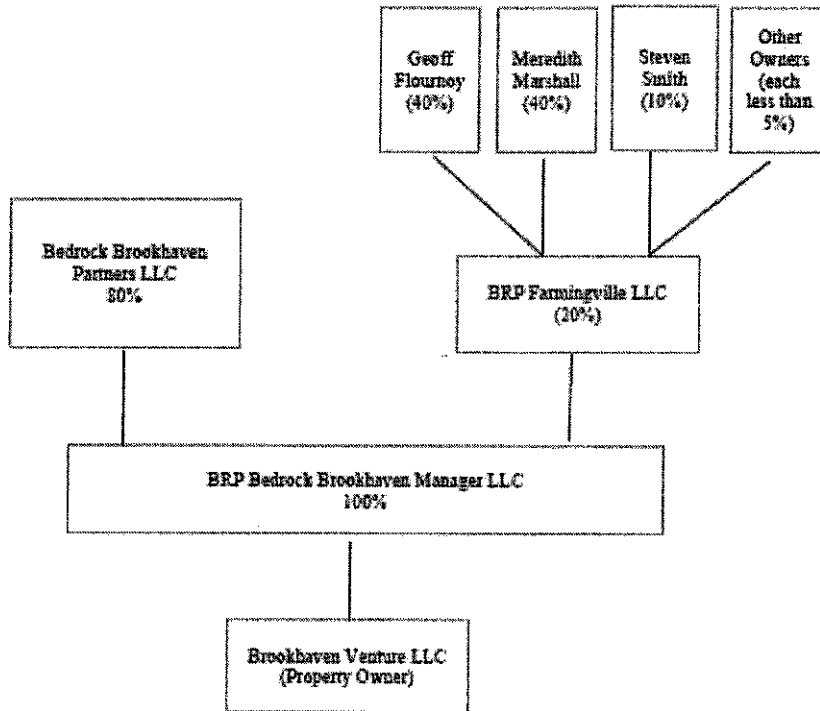 Geoff
Flournoy
(40%)
Meredith
Marshall
(40%)
Steven
Smith
(10%)
Other
Owners
(each
less than
5%)
Bedrock Brookhaven
Partners LLC
80%
BRP Farmingville LLC
(20%)
BRP Bedrock Brookhaven Manager LLC
100%
Brookhaven Venture LLC
(Property Owner)